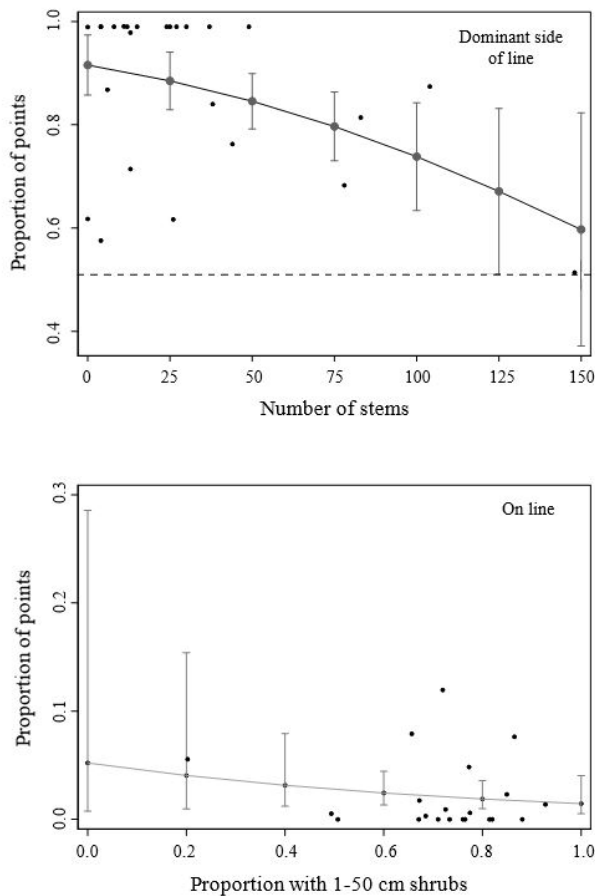 1.0
Dominant side
of line
0.8
Proportion of points
0.6
0.4
0 25 50 75 100 125 150
Number of stems
0.3
On line
0.2
Proportion of points
0.1
0.0
0.0 0.2 0.4 0.6 0.8 1.0
Proportion with 1-50 cm shrubs